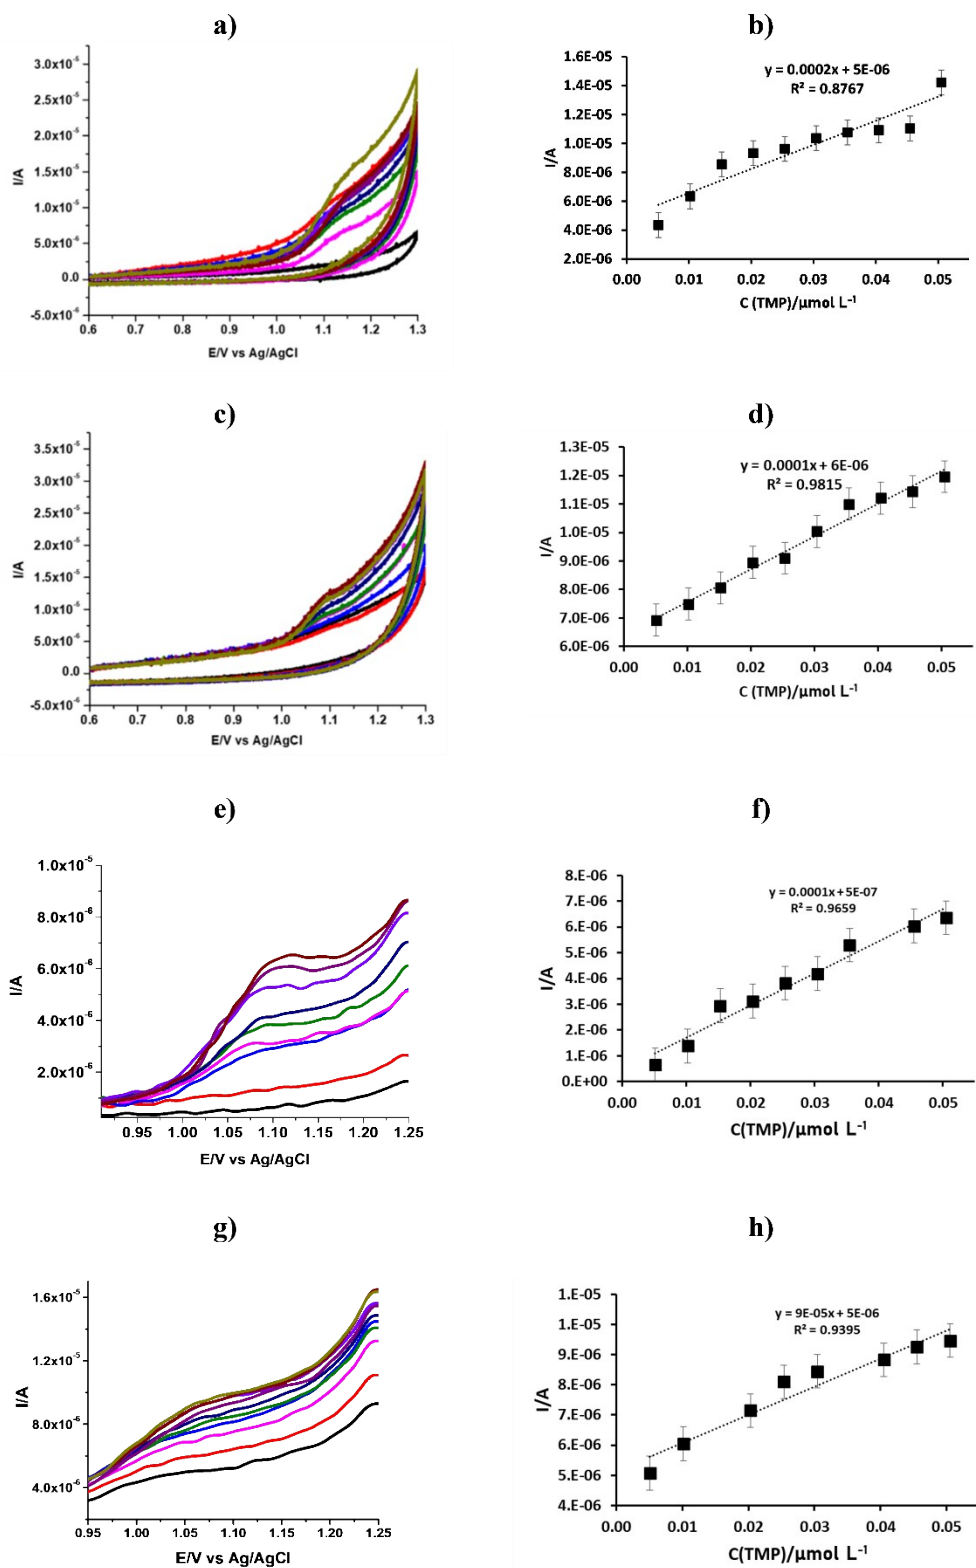 a)
3.0x10⁻⁵
2.5x10⁻⁵
2.0x10⁻⁵
1.5x10⁻⁵
1.0x10⁻⁵
5.0x10⁻⁶
0.0
-5.0x10⁻⁶
I/A
0.6 0.7 0.8 0.9 1.0 1.1 1.2 1.3
E/V vs Ag/AgCl
b)
1.6E-05
1.4E-05
1.2E-05
1.0E-05
8.0E-06
6.0E-06
4.0E-06
2.0E-06
I/A
y = 0.0002x + 5E-06
R² = 0.8767
0.00 0.01 0.02 0.03 0.04 0.05
C (TMP)/μmol L⁻¹
c)
3.5x10⁻⁵
3.0x10⁻⁵
2.5x10⁻⁵
2.0x10⁻⁵
1.5x10⁻⁵
1.0x10⁻⁵
5.0x10⁻⁶
0.0
-5.0x10⁻⁶
I/A
0.6 0.7 0.8 0.9 1.0 1.1 1.2 1.3
E/V vs Ag/AgCl
d)
1.3E-05
1.2E-05
1.0E-05
1.0E-05
9.0E-06
8.0E-06
7.0E-06
6.0E-06
I/A
y = 0.0001x + 6E-06
R² = 0.9815
0.00 0.01 0.02 0.03 0.04 0.05
C (TMP)/μmol L⁻¹
e)
1.0x10⁻⁵
8.0x10⁻⁶
6.0x10⁻⁶
4.0x10⁻⁶
2.0x10⁻⁶
I/A
0.95 1.00 1.05 1.10 1.15 1.20 1.25
E/V vs Ag/AgCl
f)
8.E-06
7.E-06
6.E-06
5.E-06
4.E-06
3.E-06
2.E-06
1.E-06
0.E+00
I/A
y = 0.0001x + 5E-07
R² = 0.9659
0.00 0.01 0.02 0.03 0.04 0.05
C(TMP)/μmol L⁻¹
g)
1.6x10⁻⁵
1.2x10⁻⁵
8.0x10⁻⁶
4.0x10⁻⁶
I/A
0.95 1.00 1.05 1.10 1.15 1.20 1.25
E/V vs Ag/AgCl
h)
1.E-05
1.E-05
9.E-06
8.E-06
7.E-06
6.E-06
5.E-06
4.E-06
I/A
y = 9E-05x + 5E-06
R² = 0.9395
0.00 0.01 0.02 0.03 0.04 0.05
C (TMP)/μmol L⁻¹